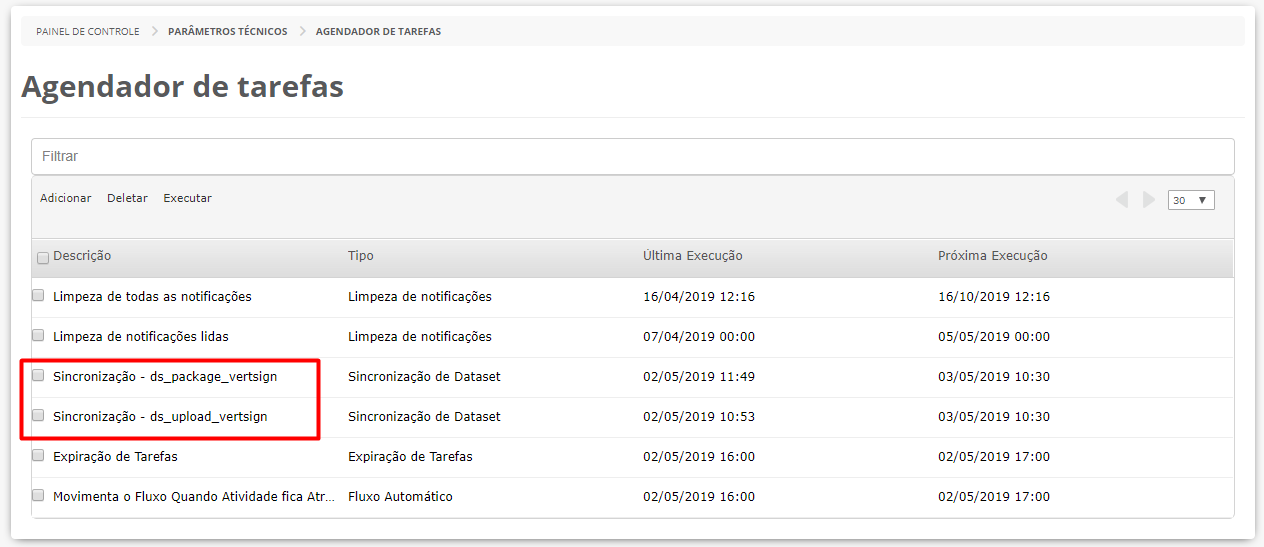 PAINEL DE CONTROLE > PARÂMETROS TÉCNICOS > AGENDADOR DE TAREFAS
Agendador de tarefas
Filtrar
Adicionar Deletar Executar 30
Descrição Tipo Última Execução Próxima Execução
Limpeza de todas as notificações Limpeza de notificações 16/04/2019 12:16 16/10/2019 12:16
Limpeza de notificações lidas Limpeza de notificações 07/04/2019 00:00 05/05/2019 00:00
Sincronização - ds_package_vertsign Sincronização de Dataset 02/05/2019 11:49 03/05/2019 10:30
Sincronização - ds_upload_vertsign Sincronização de Dataset 02/05/2019 10:53 03/05/2019 10:30
Expiração de Tarefas Expiração de Tarefas 02/05/2019 16:00 02/05/2019 17:00
Movimenta o Fluxo Quando Atividade fica Atr... Fluxo Automático 02/05/2019 16:00 02/05/2019 17:00